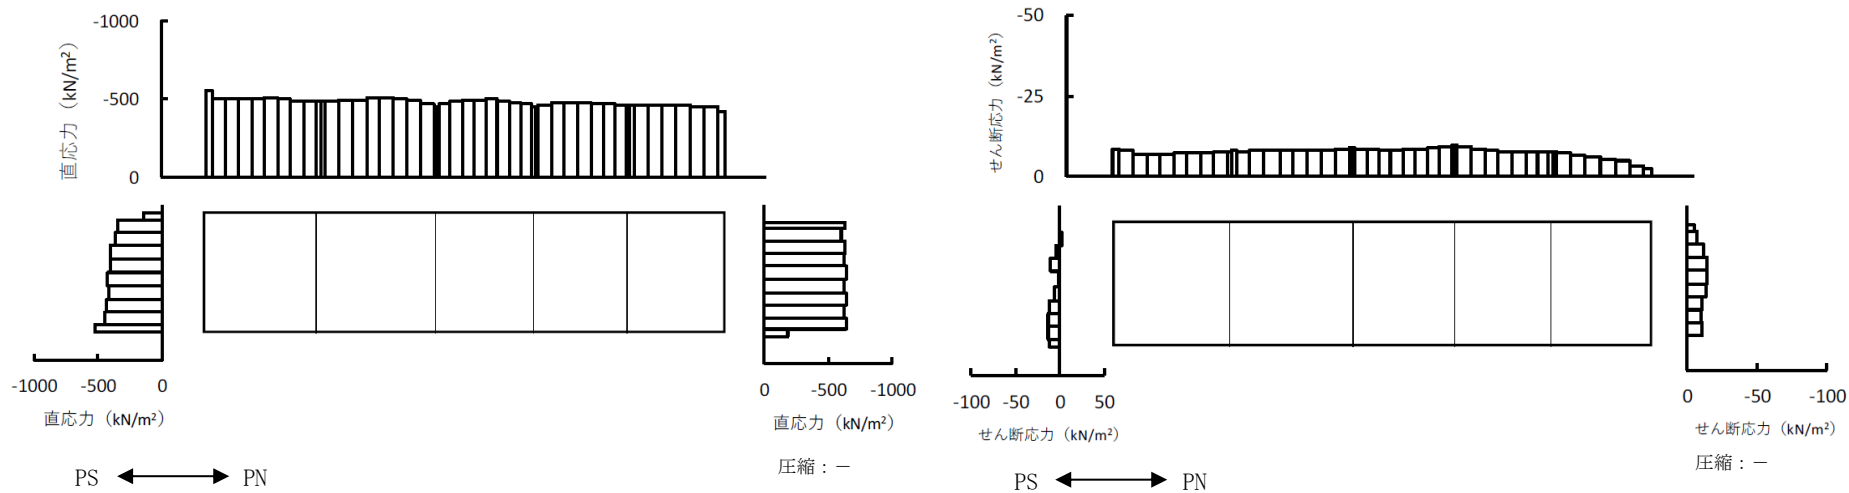 -1000
-500
0
直応力（kN/m²）
-1000 -500 0
直応力（kN/m²）
0 -500 -1000
直応力（kN/m²）
圧縮：－
PS PN
-50
-25
0
せん断応力（kN/m²）
-100 -50 0 50
せん断応力（kN/m²）
0 -50 -100
せん断応力（kN/m²）
圧縮：－
PS PN